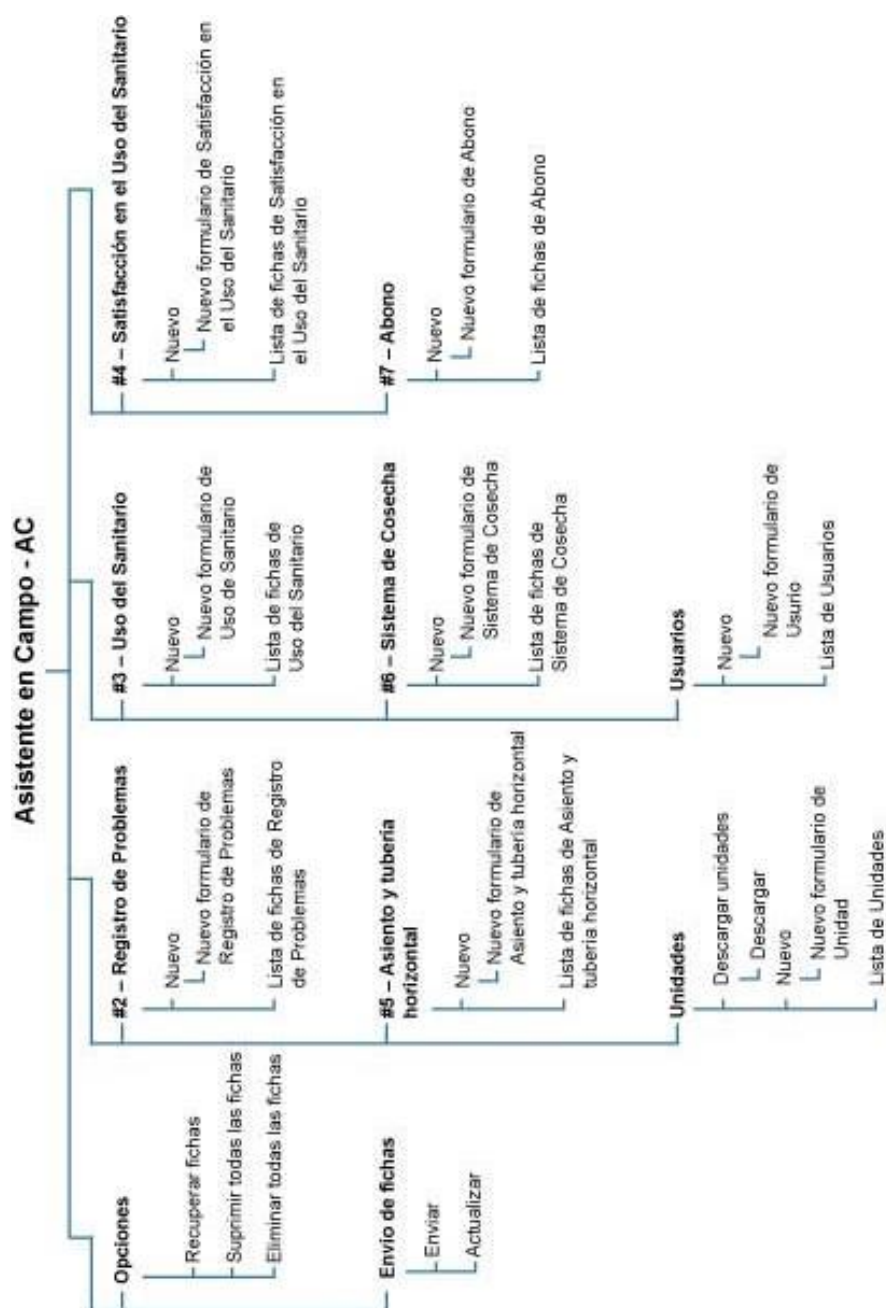 Asistente en Campo - AC
Opciones
Recuperar fichas
Suprimir todas las fichas
Eliminar todas las fichas
Envio de fichas
Enviar
Actualizar
#2 – Registro de Problemas
Nuevo
Nuevo formulario de
Registro de Problemas
Lista de fichas de Registro
de Problemas
#5 – Asiento y tuberia
horizontal
Nuevo
Nuevo formulario de
Asiento y tubería horizontal
Lista de fichas de Asiento y
tubería horizontal
Unidades
Descargar unidades
Descargar
Nuevo
Nuevo formulario de
Unidad
Lista de Unidades
#3 – Uso del Sanitario
Nuevo
Nuevo formulario de
Uso de Sanitario
Lista de fichas de
Uso del Sanitario
#6 – Sistema de Cosecha
Nuevo
Nuevo formulario de
Sistema de Cosecha
Lista de fichas de
Sistema de Cosecha
Usuarios
Nuevo
Nuevo formulario de
Usurio
Lista de Usuarios
#4 – Satisfacción en el Uso del Sanitario
Nuevo
Nuevo formulario de Satisfacción en
el Uso del Sanitario
Lista de fichas de Satisfacción en
el Uso del Sanitario
#7 – Abono
Nuevo
Nuevo formulario de Abono
Lista de fichas de Abono